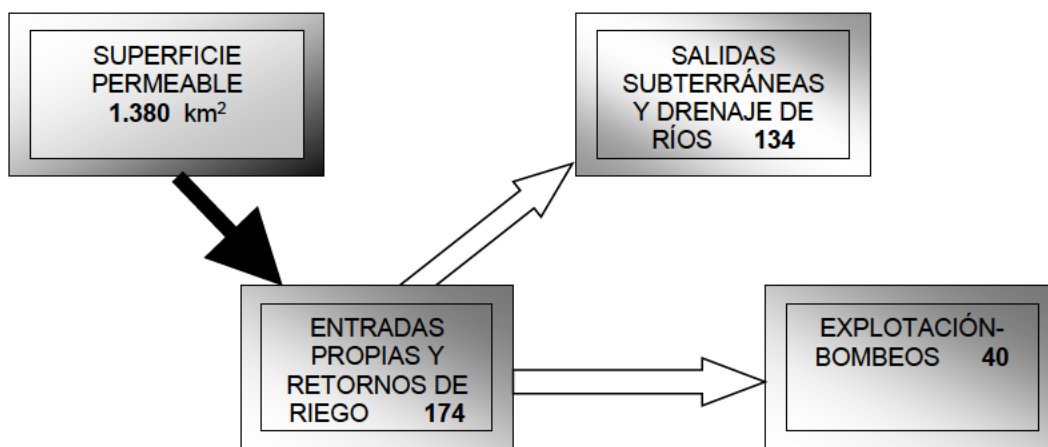 SUPERFICIE
PERMEABLE
1.380 km²
SALIDAS
SUBTERRÁNEAS
Y DRENAJE DE
RÍOS 134
ENTRADAS
PROPIAS Y
RETORNOS DE
RIEGO 174
EXPLOTACIÓN-
BOMBEOS 40